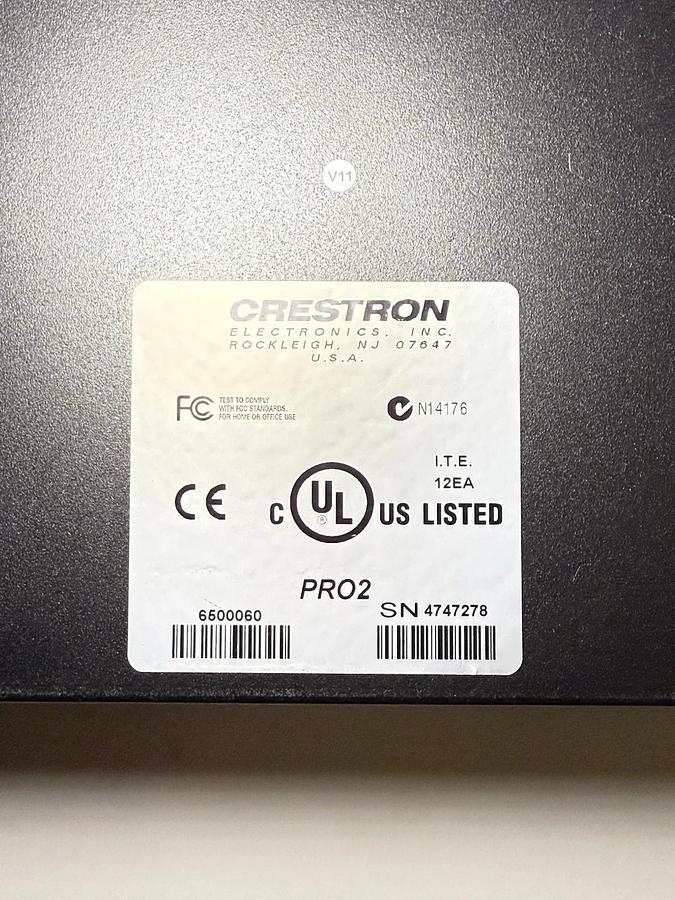 V11
CRESTRON
ELECTRONICS, INC.
ROCKLEIGH, NJ 07647
U.S.A.
FC TEST TO COMPLY
WITH FCC STANDARDS.
FOR HOME OR OFFICE USE
N14176
I.T.E.
12EA
CE
C UL ® US LISTED
PRO2
6500060
SN 4747278